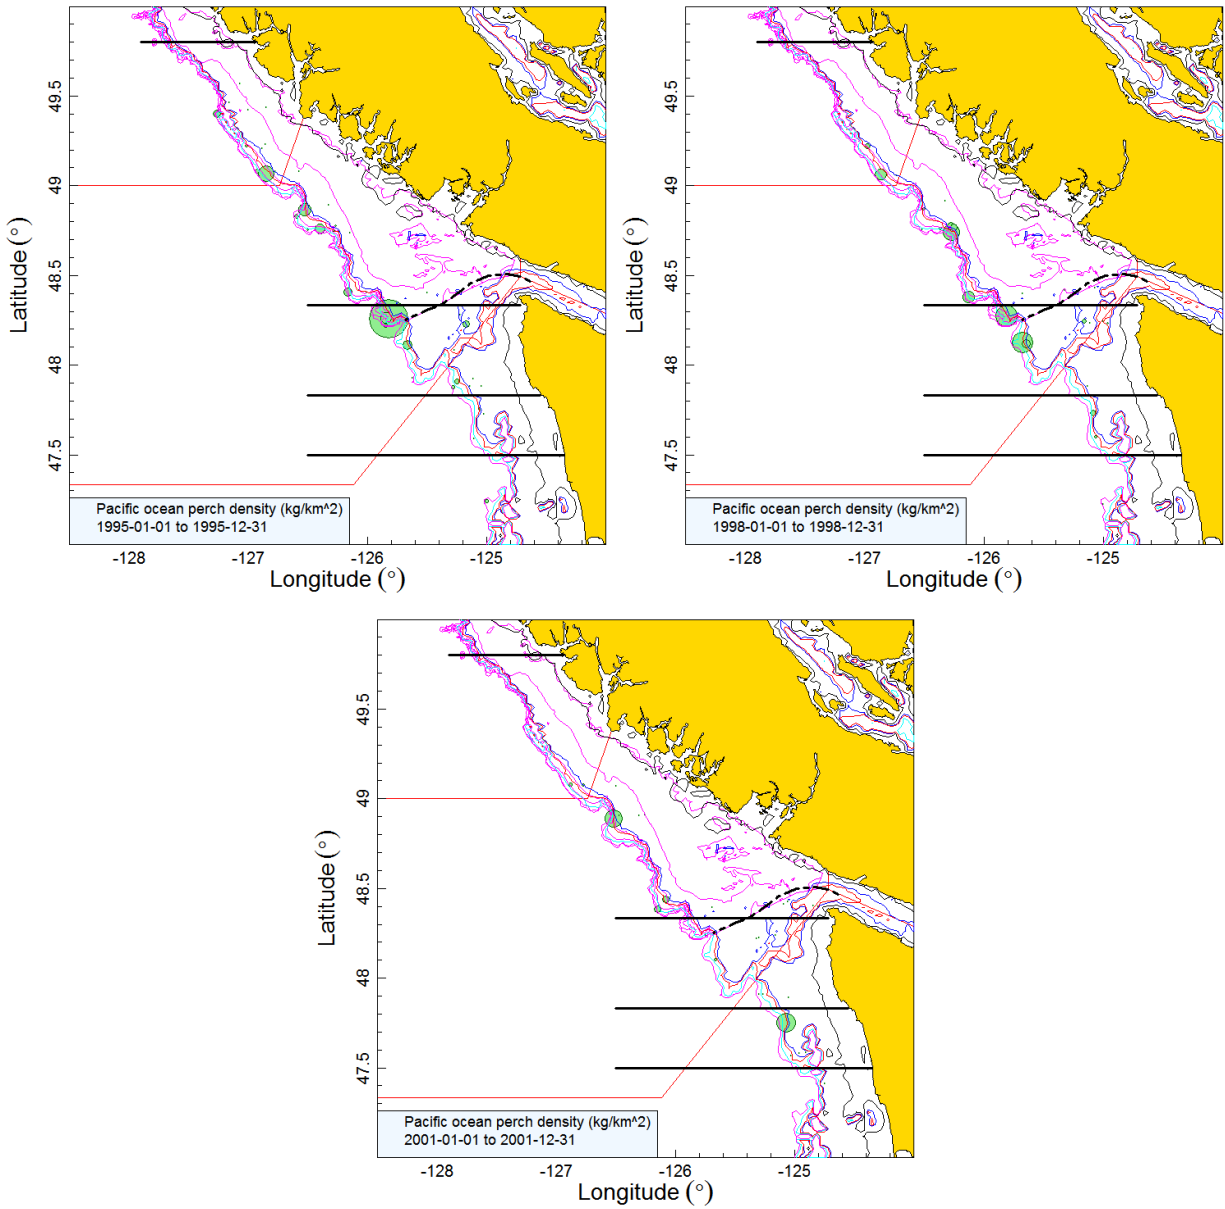 49.5
49
48.5
48
47.5
Latitude (°)
Pacific ocean perch density (kg/km^2)
1995-01-01 to 1995-12-31
-128
-127
-126
-125
Longitude (°)
49.5
49
48.5
48
47.5
Latitude (°)
Pacific ocean perch density (kg/km^2)
1998-01-01 to 1998-12-31
-128
-127
-126
-125
Longitude (°)
49.5
49
48.5
48
47.5
Latitude (°)
Pacific ocean perch density (kg/km^2)
2001-01-01 to 2001-12-31
-128
-127
-126
-125
Longitude (°)